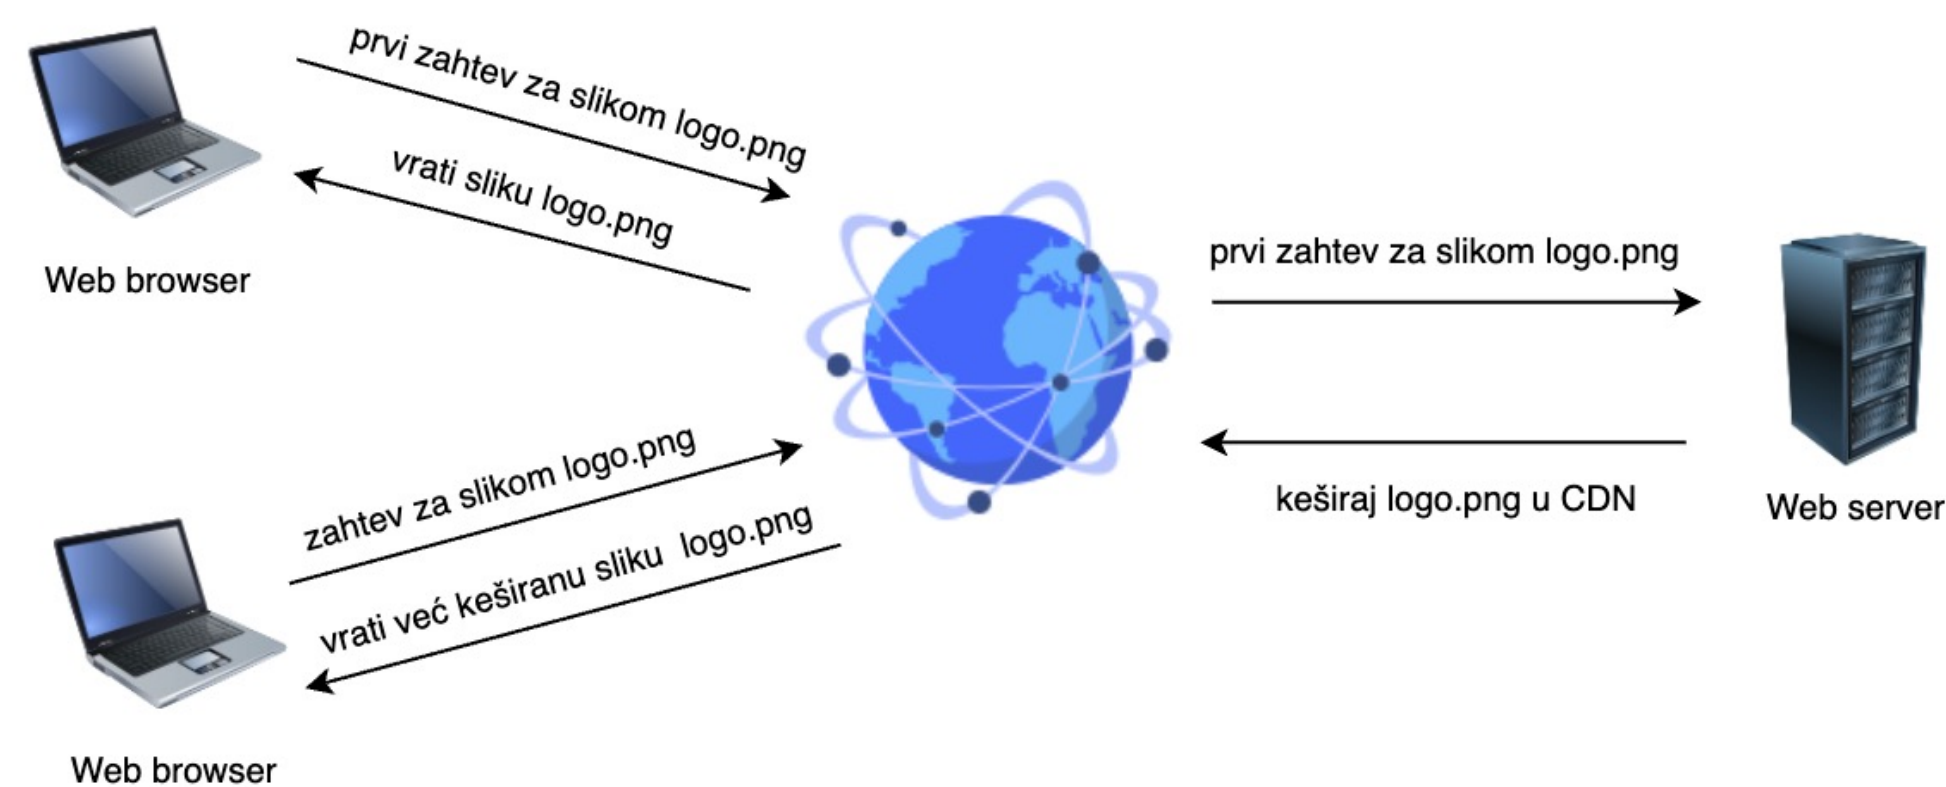 prvi zahtev za slikom logo.png
vrati sliku logo.png
Web browser
prvi zahtev za slikom logo.png
keširaj logo.png u CDN
Web server
zahtev za slikom logo.png
vrati već keširanu sliku logo.png
Web browser